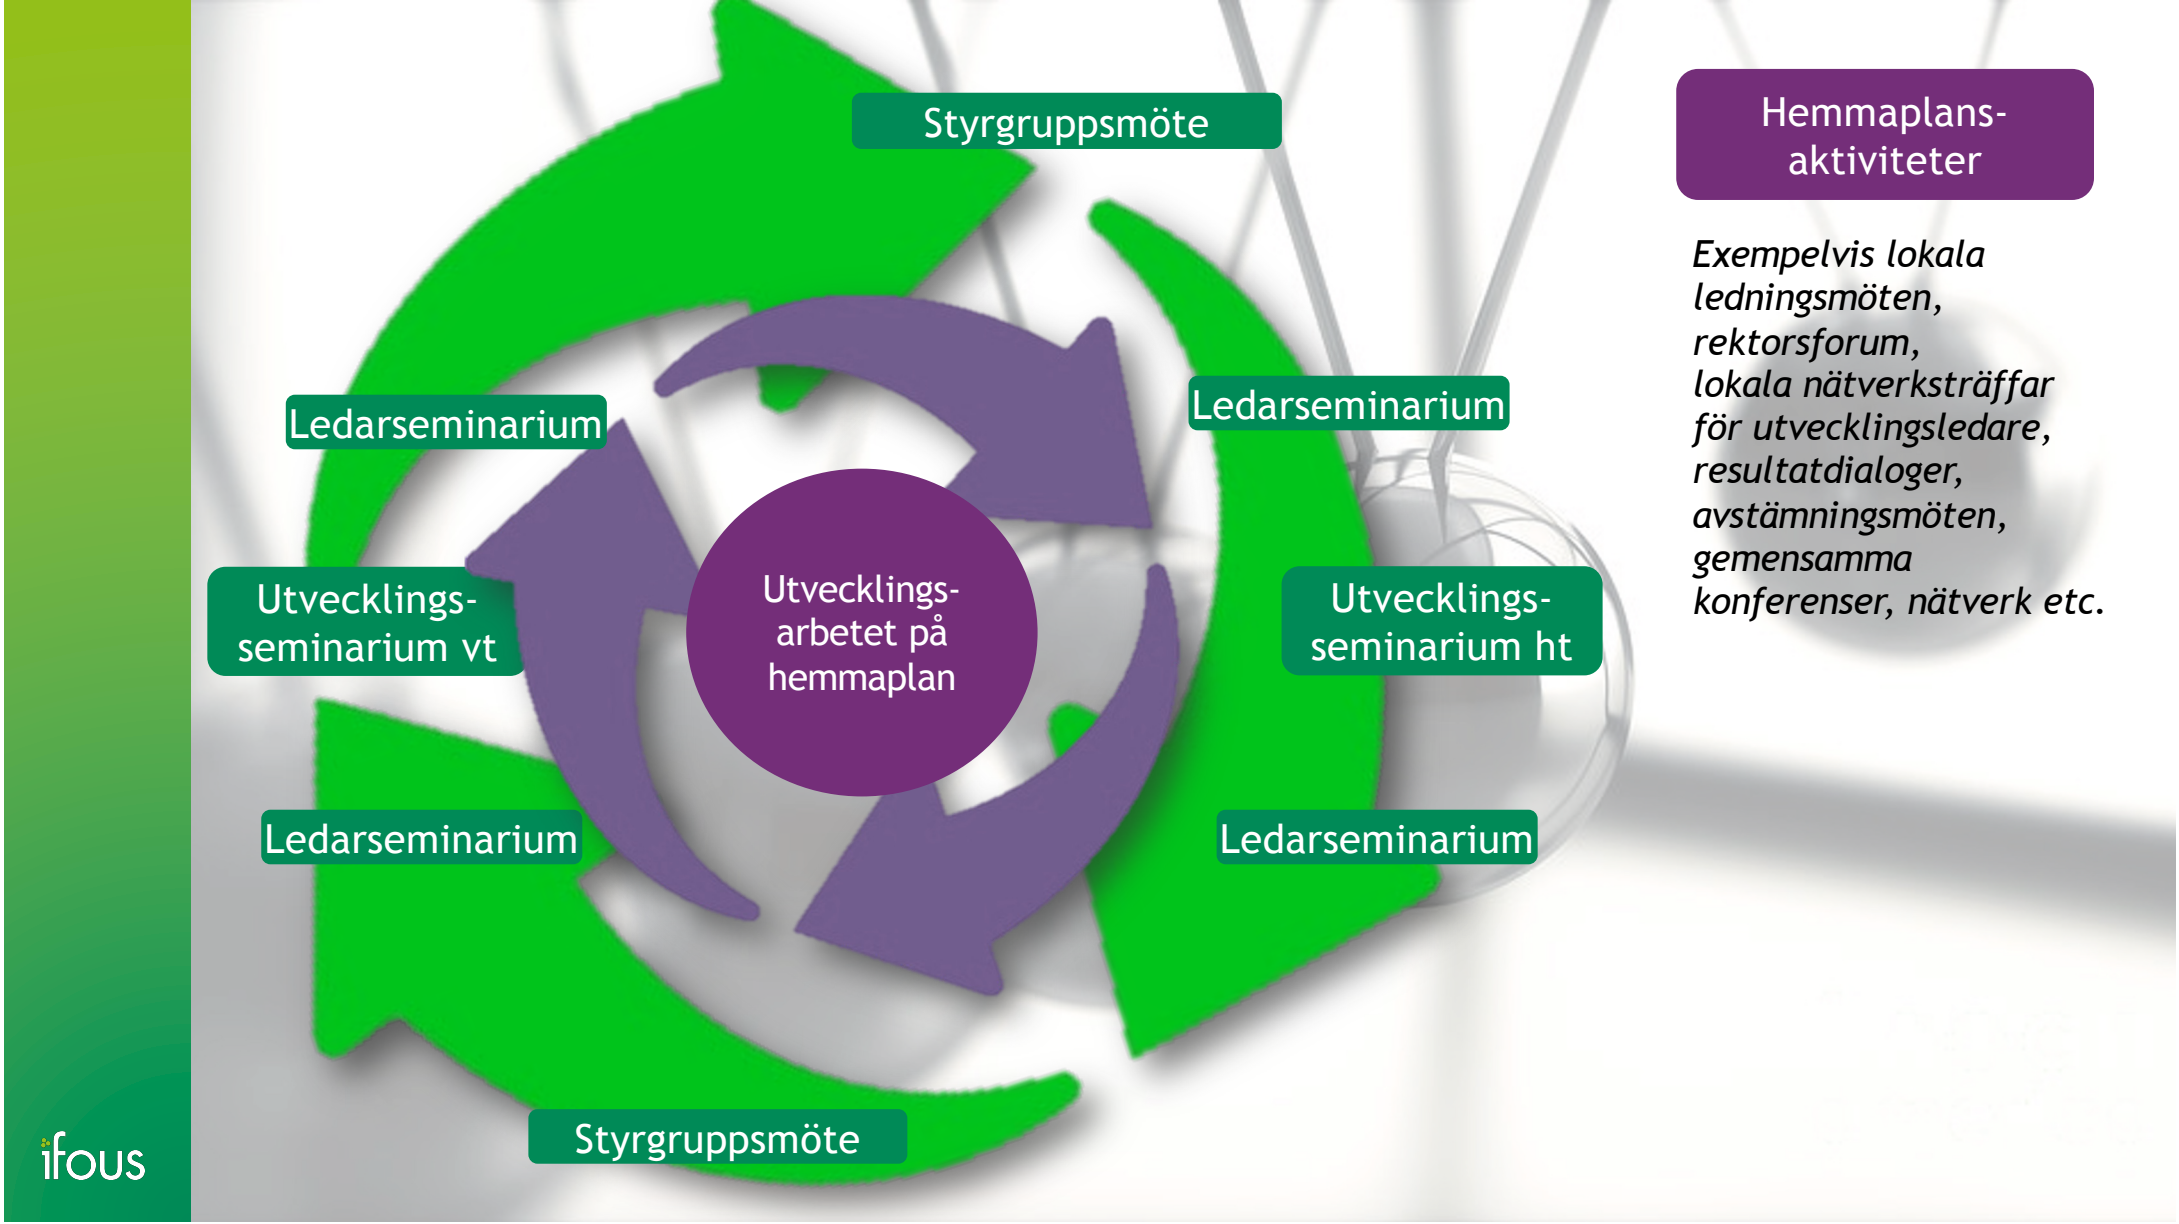 Styrgruppsmöte
Hemmaplans-
aktiviteter
Exempelvis lokala
ledningsmöten,
rektorsforum,
lokala nätverksträffar
för utvecklingsledare,
resultatdialoger,
avstämningsmöten,
gemensamma
konferenser, nätverk etc.
Ledarseminarium
Ledarseminarium
Utvecklings-
seminarium vt
Utvecklings-
arbetet på
hemmaplan
Utvecklings-
seminarium ht
Ledarseminarium
Ledarseminarium
Styrgruppsmöte
ifous